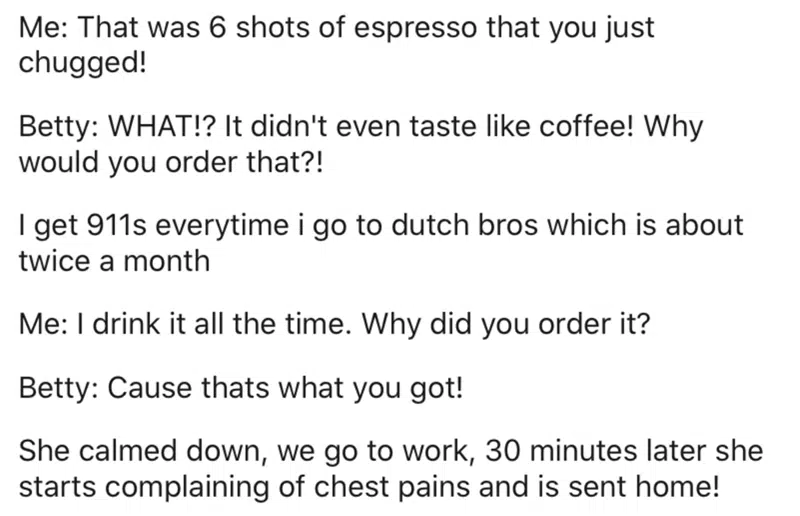 Me: That was 6 shots of espresso that you just
chugged!
Betty: WHAT!? It didn't even taste like coffee! Why
would you order that?!
I get 911s everytime i go to dutch bros which is about
twice a month
Me: I drink it all the time. Why did you order it?
Betty: Cause thats what you got!
She calmed down, we go to work, 30 minutes later she
starts complaining of chest pains and is sent home!